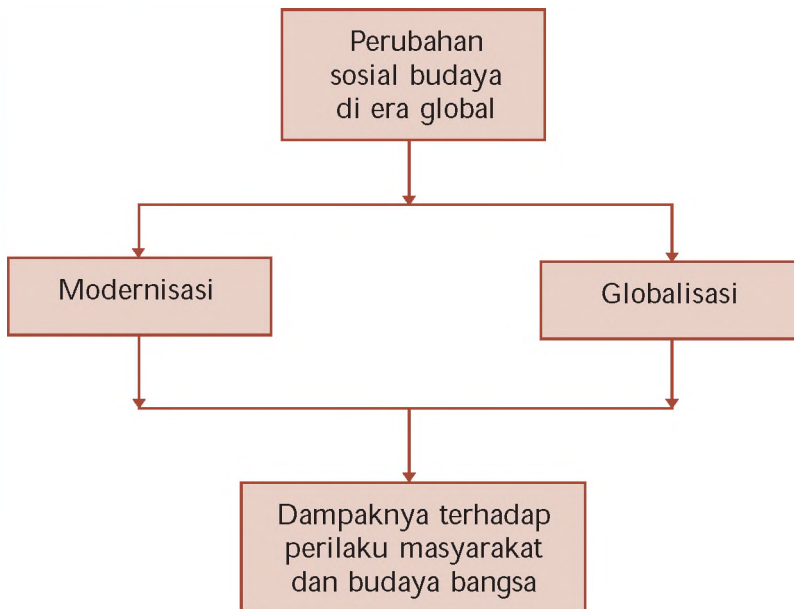 Perubahan
sosial budaya
di era global
Modernisasi
Globalisasi
Dampaknya terhadap
perilaku masyarakat
dan budaya bangsa